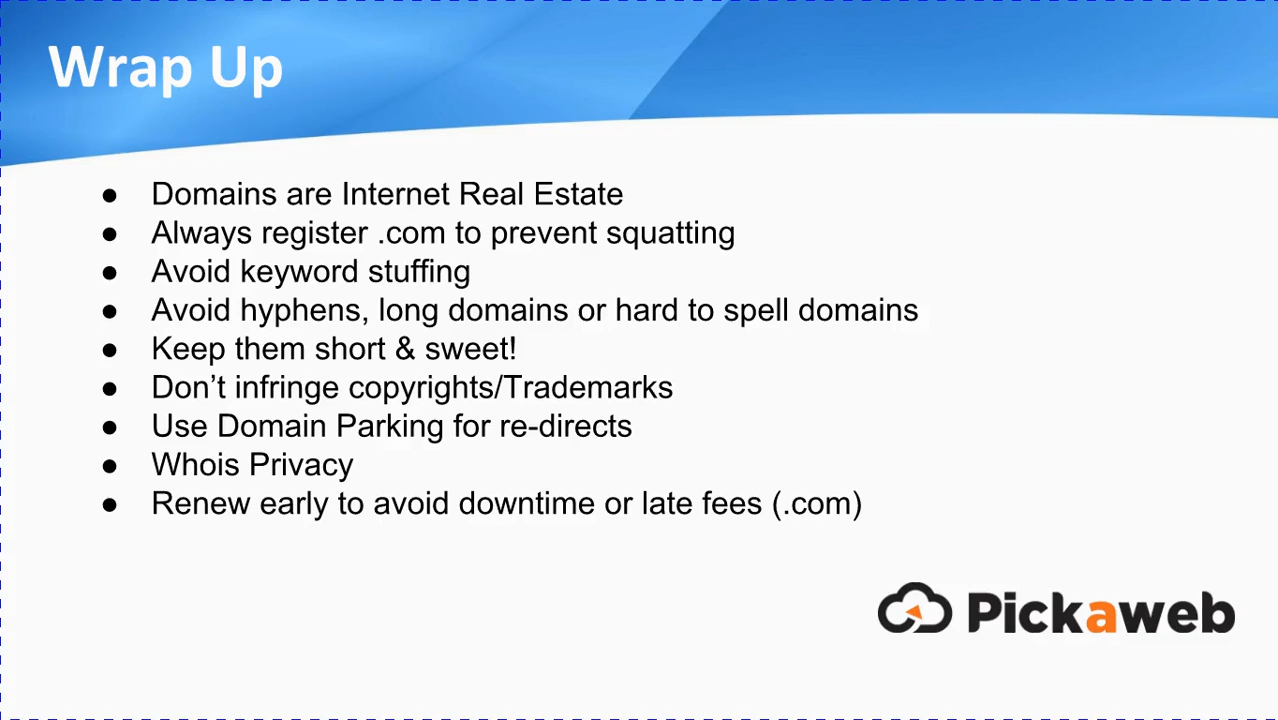 Wrap Up
● Domains are Internet Real Estate
● Always register .com to prevent squatting
● Avoid keyword stuffing
● Avoid hyphens, long domains or hard to spell domains
● Keep them short & sweet!
● Don’t infringe copyrights/Trademarks
● Use Domain Parking for re-directs
● Whois Privacy
● Renew early to avoid downtime or late fees (.com)
Pickaweb